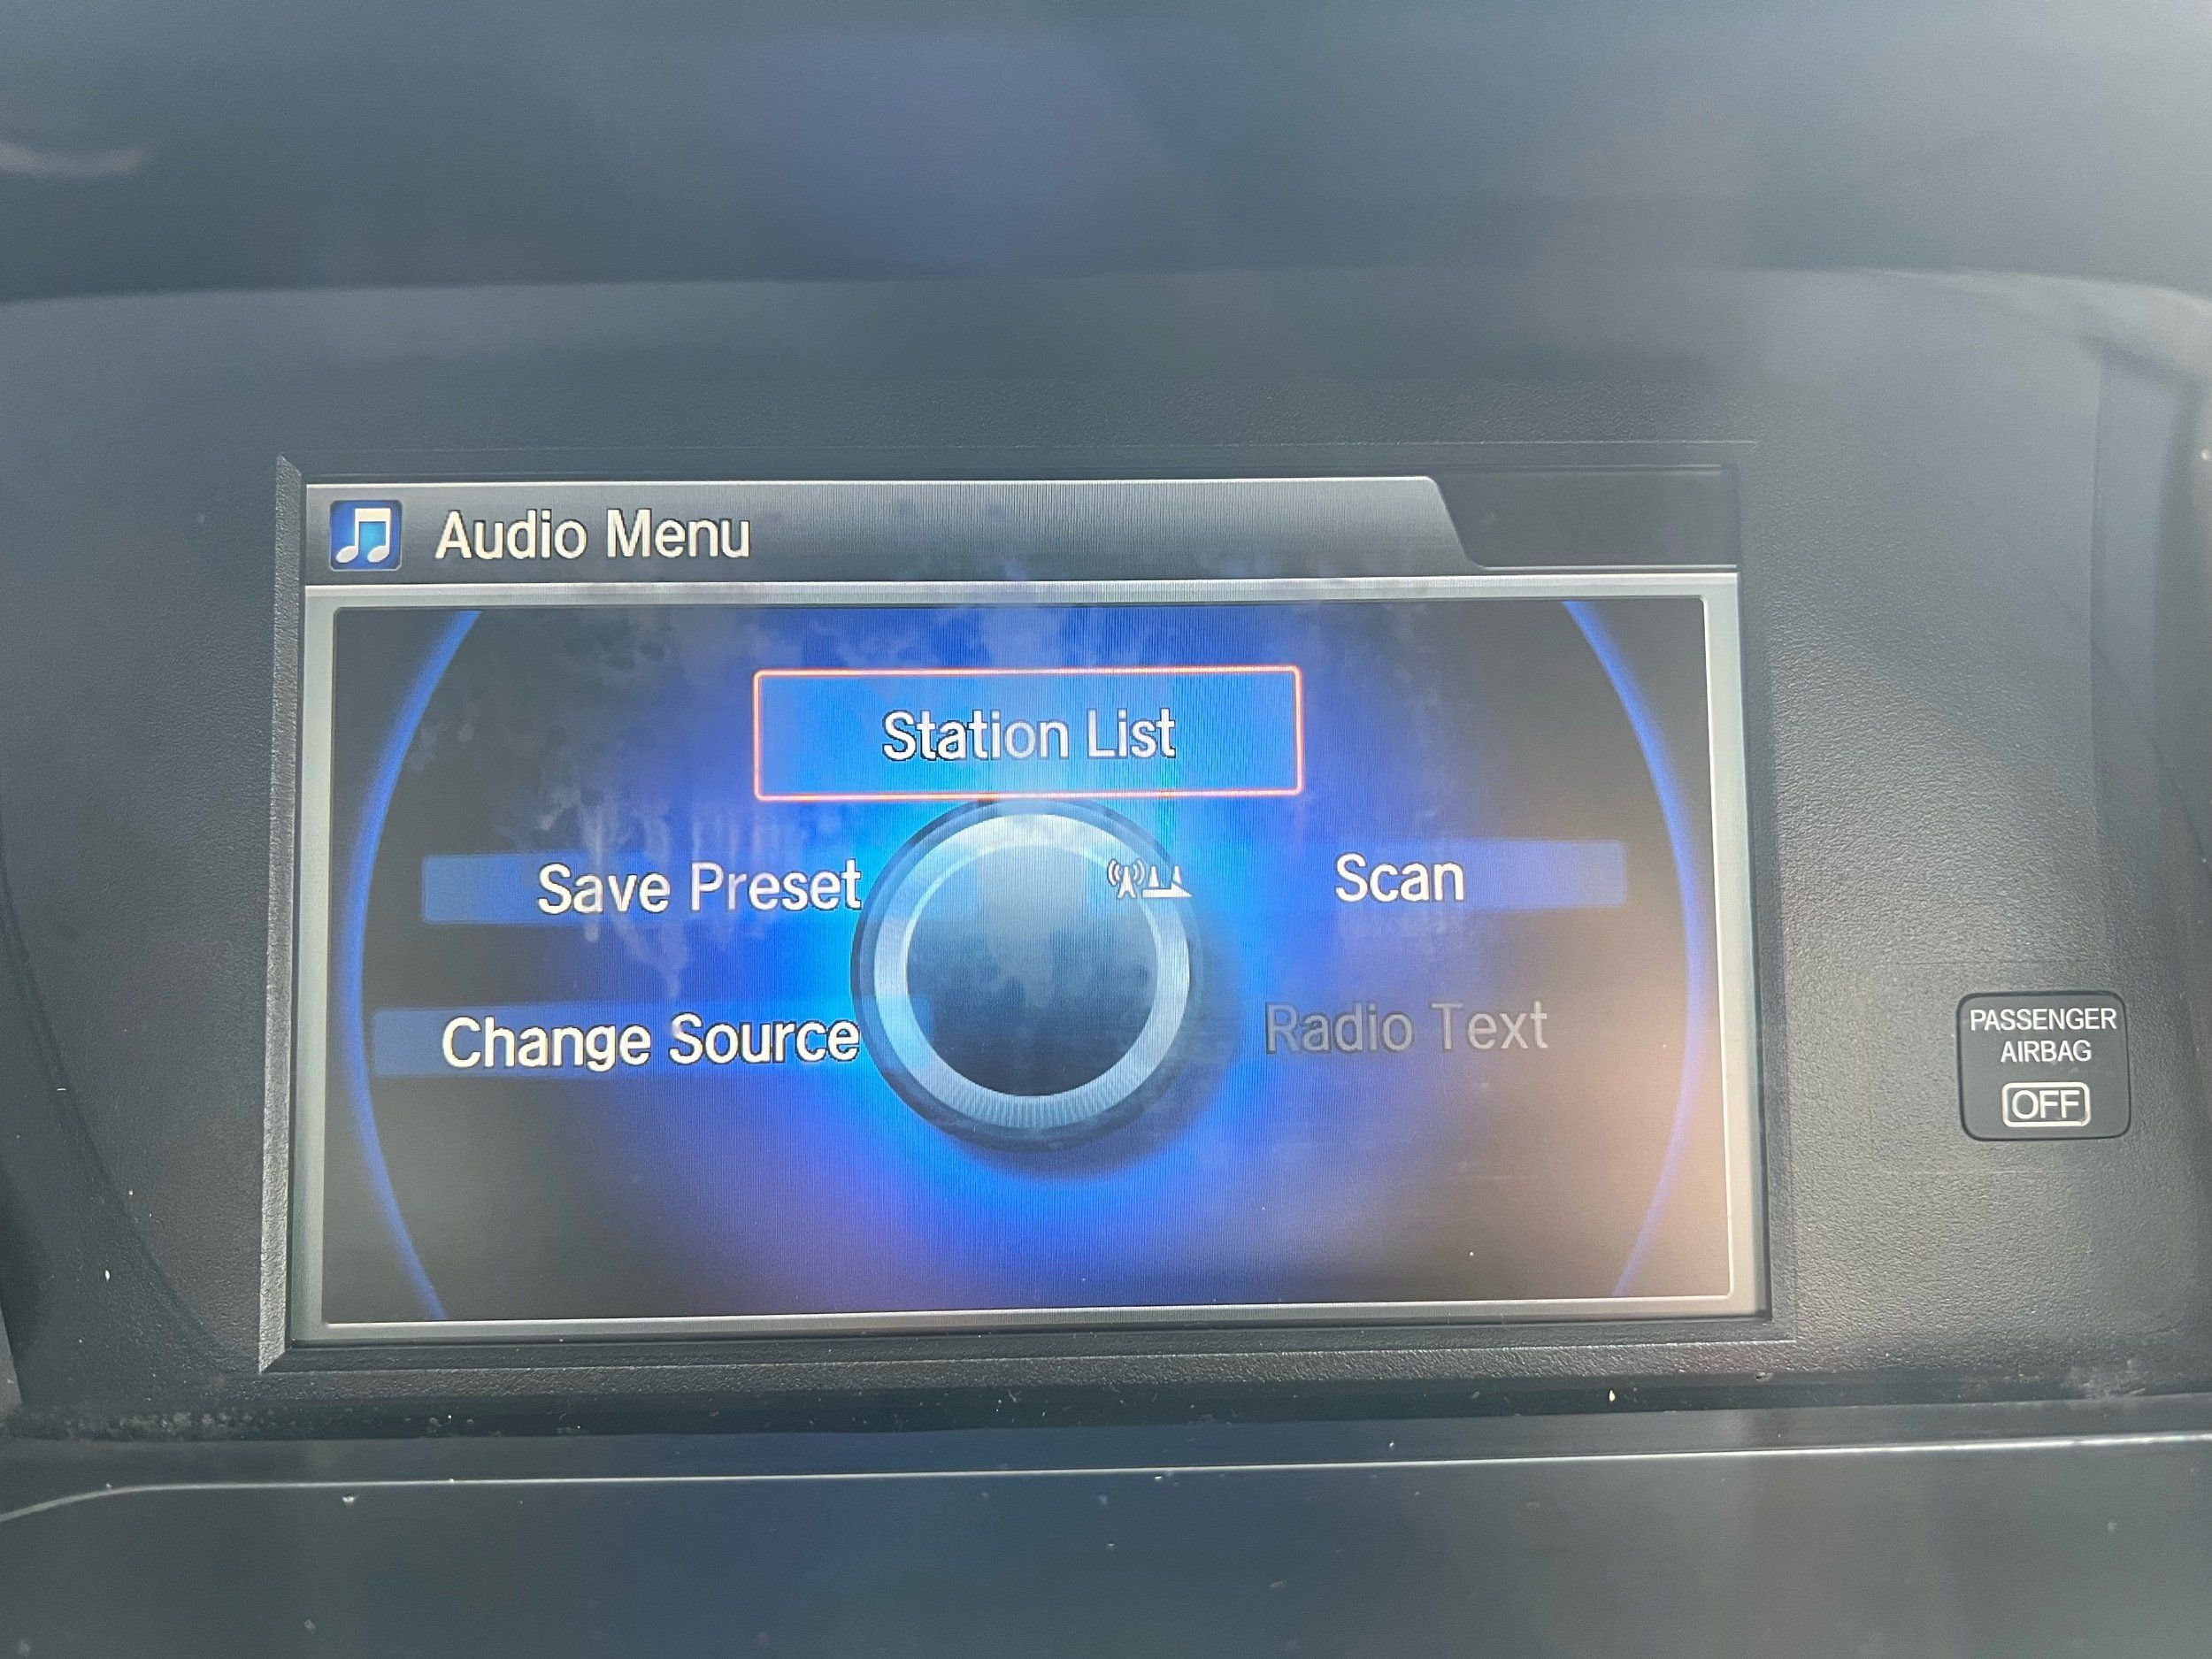 Audio Menu
Station List
Save Preset
Scan
Change Source
Radio Text
PASSENGER
AIRBAG
OFF